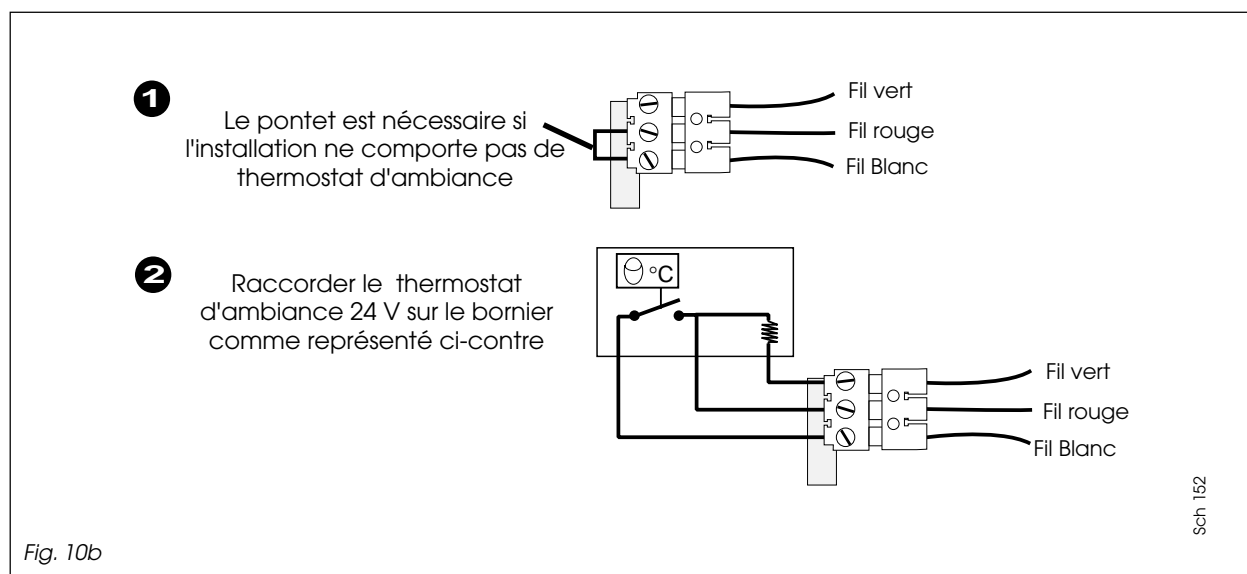 1
Le pontet est nécessaire si
l'installation ne comporte pas de
thermostat d'ambiance
Fil vert
Fil rouge
Fil Blanc
2
Raccorder le thermostat
d'ambiance 24 V sur le bornier
comme représenté ci-contre
°C
Fil vert
Fil rouge
Fil Blanc
Sch 152
Fig. 10b